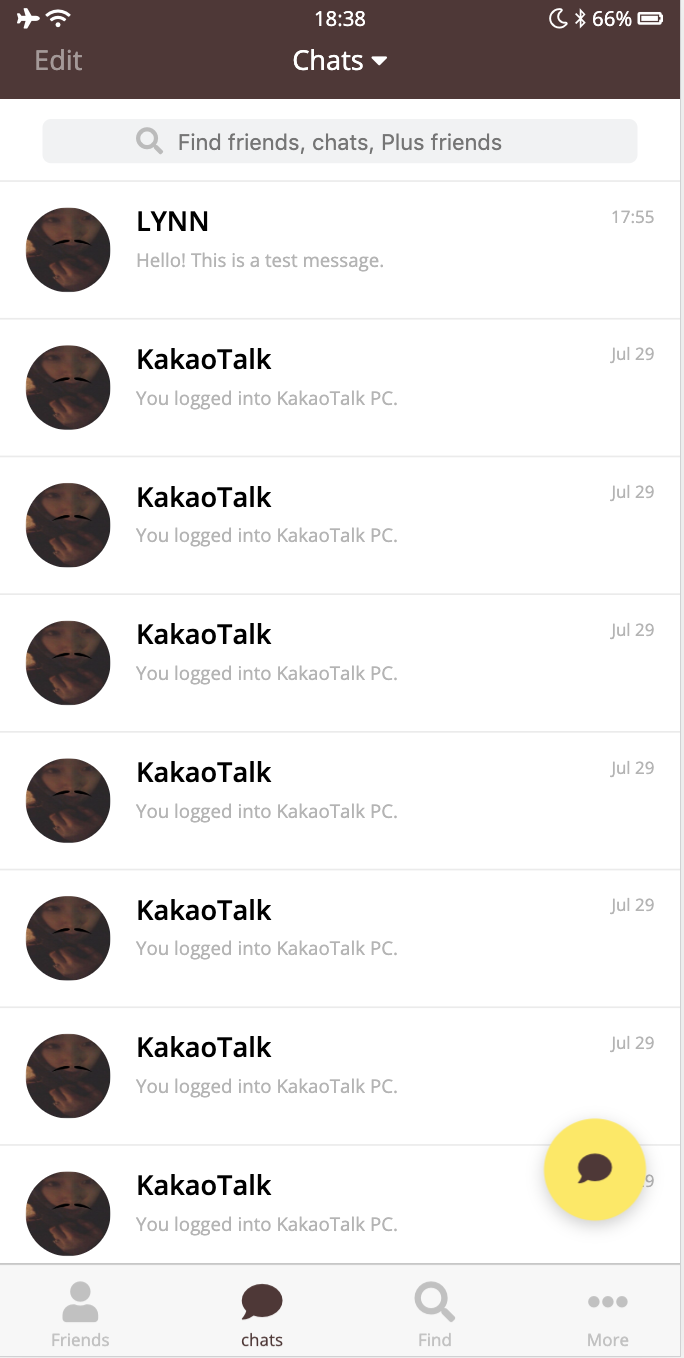 18:38
66%
Edit
Chats
Find friends, chats, Plus friends
LYNN
17:55
Hello! This is a test message.
KakaoTalk
Jul 29
You logged into KakaoTalk PC.
KakaoTalk
Jul 29
You logged into KakaoTalk PC.
KakaoTalk
Jul 29
You logged into KakaoTalk PC.
KakaoTalk
Jul 29
You logged into KakaoTalk PC.
KakaoTalk
Jul 29
You logged into KakaoTalk PC.
KakaoTalk
Jul 29
You logged into KakaoTalk PC.
KakaoTalk
You logged into KakaoTalk PC.
Friends
chats
Find
More